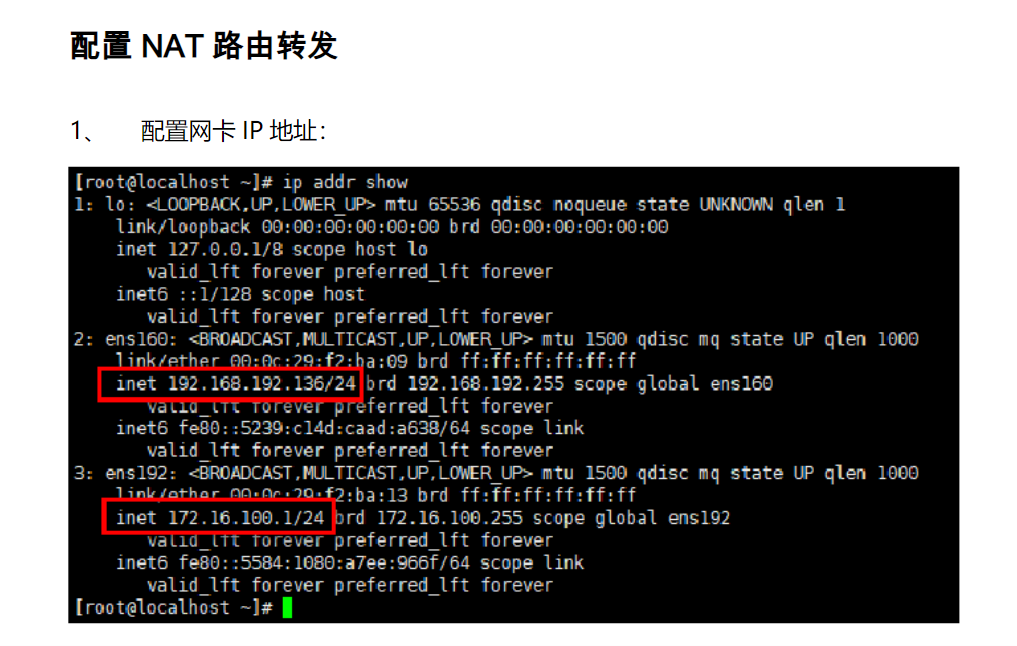 配置 NAT 路由转发
1、 配置网卡 IP 地址：
[root@localhost ~]# ip addr show
1: lo: <LOOPBACK,UP,LOWER_UP> mtu 65536 qdisc noqueue state UNKNOWN qlen 1
link/loopback 00:00:00:00:00:00 brd 00:00:00:00:00:00
inet 127.0.0.1/8 scope host lo
valid_lft forever preferred_lft forever
inet6 ::1/128 scope host
valid_lft forever preferred_lft forever
2: ens160: <BROADCAST,MULTICAST,UP,LOWER_UP> mtu 1500 qdisc mq state UP qlen 1000
link/ether 00:0c:29:f2:ba:09 brd ff:ff:ff:ff:ff:ff
inet 192.168.192.136/24 brd 192.168.192.255 scope global ens160
valid_lft forever preferred_lft forever
inet6 fe80::5239:c14d:caad:a638/64 scope link
valid_lft forever preferred_lft forever
3: ens192: <BROADCAST,MULTICAST,UP,LOWER_UP> mtu 1500 qdisc mq state UP qlen 1000
link/ether 00:0c:29:f2:ba:13 brd ff:ff:ff:ff:ff:ff
inet 172.16.100.1/24 brd 172.16.100.255 scope global ens192
valid_lft forever preferred_lft forever
inet6 fe80::5584:1080:a7ee:966f/64 scope link
valid_lft forever preferred_lft forever
[root@localhost ~]#